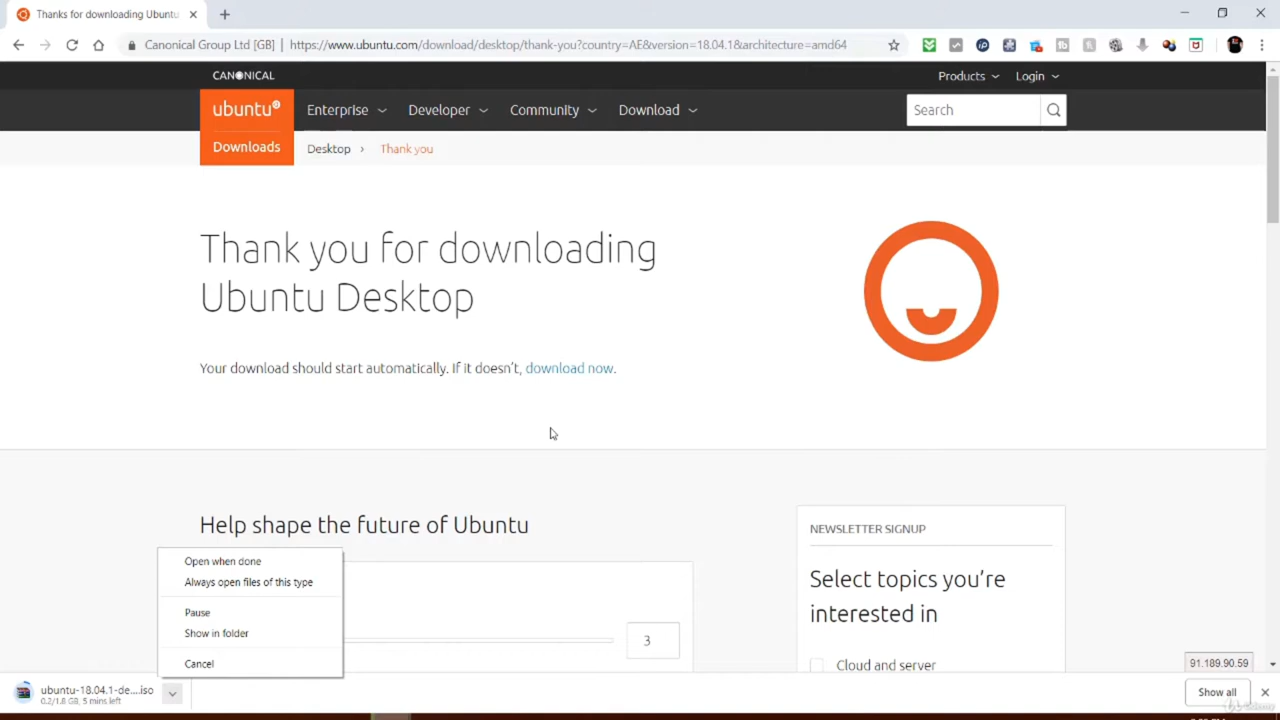 Thanks for downloading Ubuntu
Canonical Group Ltd [GB]
https://www.ubuntu.com/download/desktop/thank-you?country=AE&version=18.04.1&architecture=amd64
CANONICAL
Products
Login
ubuntu®
Enterprise
Developer
Community
Download
Search
Downloads
Desktop › Thank you
Thank you for downloading
Ubuntu Desktop
Your download should start automatically. If it doesn't, download now.
Help shape the future of Ubuntu
3
NEWSLETTER SIGNUP
Select topics you're
interested in
Cloud and server
Open when done
Always open files of this type
Pause
Show in folder
Cancel
91.189.90.59
ubuntu-18.04.1-de....iso
0.2/1.8 GB, 5 mins left
Show all
Udemy